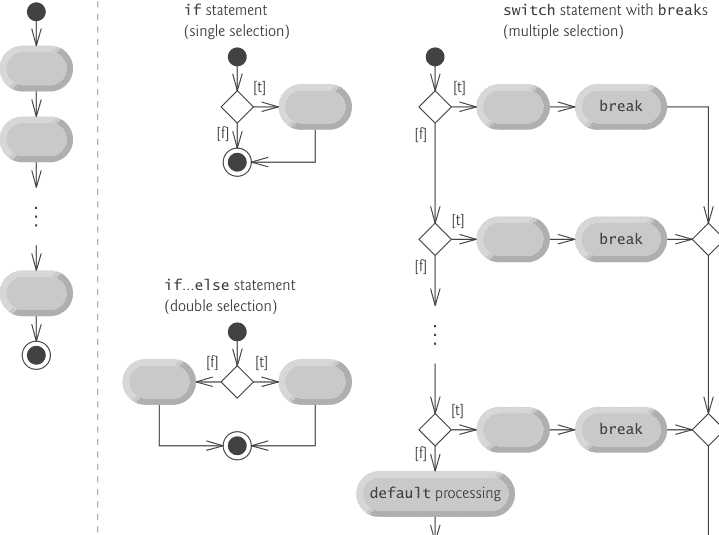 if statement
(single selection)
[t]
[f]
if...else statement
(double selection)
[f]
[t]
switch statement with breaks
(multiple selection)
[t]
break
[f]
[t]
break
[f]
[t]
break
[f]
default processing